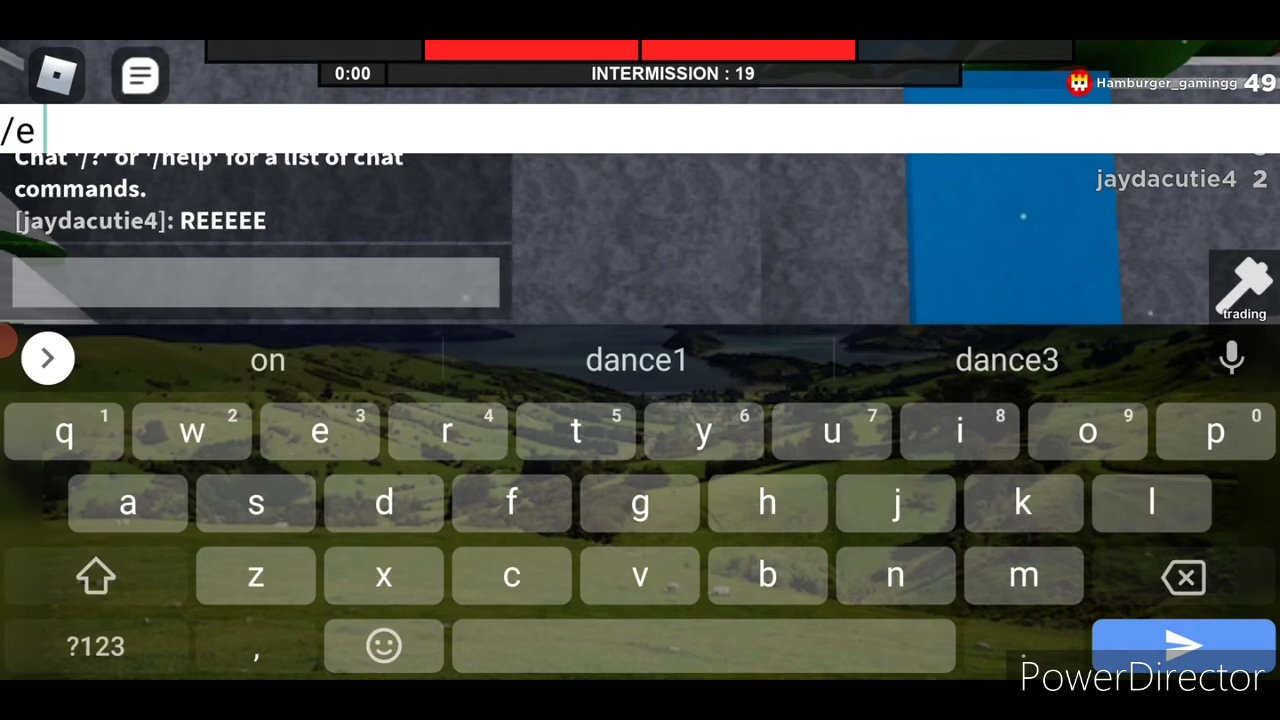 0:00 INTERMISSION : 19
Hamburger_gamingg 49
/e
Chat '/?' or '/help' for a list of chat
commands.
jaydacutie4 2
[jaydacutie4]: REEEEE
trading
on dance1 dance3
q 1 w 2 e 3 r 4 t 5 y 6 u 7 i 8 o 9 p 0
a s d f g h j k l
z x c v b n m
?123 , .
PowerDirector